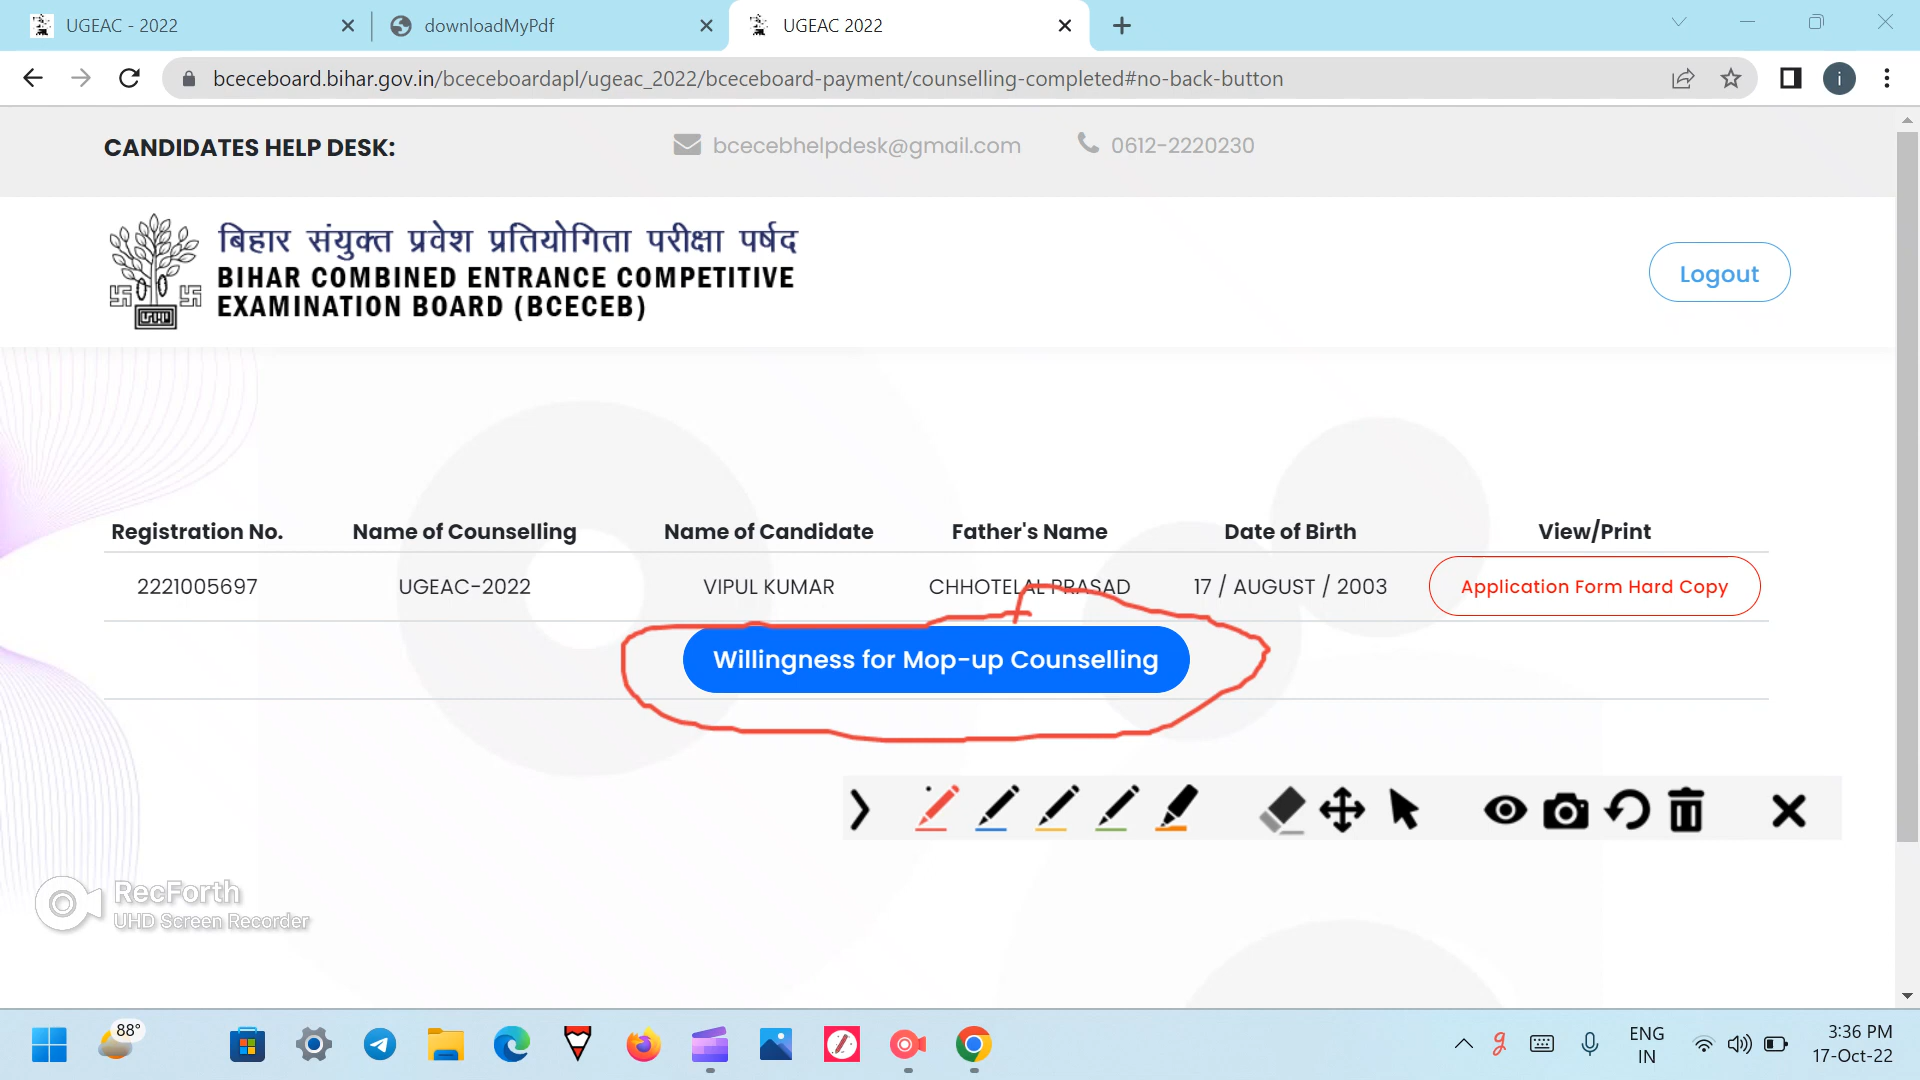 UGEAC - 2022
downloadMyPdf
UGEAC 2022
bceceboard.bihar.gov.in/bceceboardapl/ugeac_2022/bceceboard-payment/counselling-completed#no-back-button
i
CANDIDATES HELP DESK:
bcecebhelpdesk@gmail.com
0612-2220230
बिहार संयुक्त प्रवेश प्रतियोगिता परीक्षा पर्षद
BIHAR COMBINED ENTRANCE COMPETITIVE
EXAMINATION BOARD (BCECEB)
Logout
Registration No. Name of Counselling Name of Candidate Father's Name Date of Birth View/Print
2221005697 UGEAC-2022 VIPUL KUMAR CHHOTELAL PRASAD 17 / AUGUST / 2003 Application Form Hard Copy
Willingness for Mop-up Counselling
RecForth
UHD Screen Recorder
88°
ENG
IN
3:36 PM
17-Oct-22